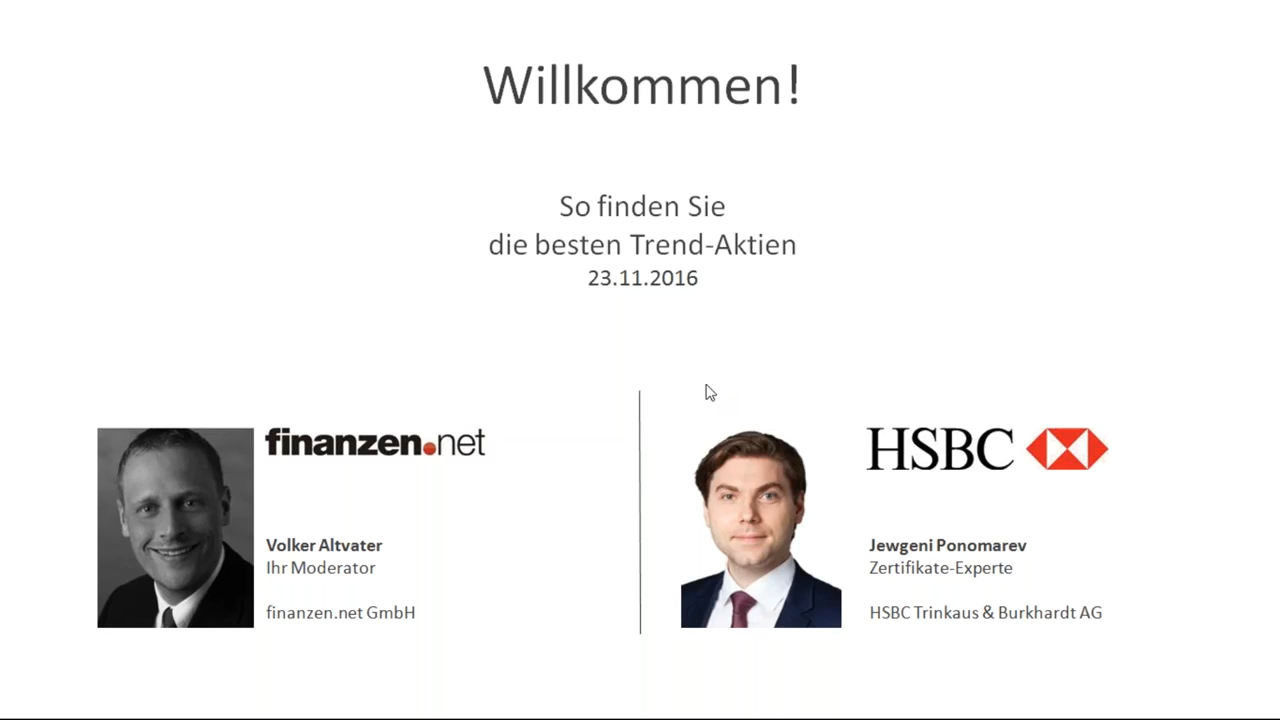 Willkommen!
So finden Sie
die besten Trend-Aktien
23.11.2016
finanzen.net
Volker Altvater
Ihr Moderator
finanzen.net GmbH
HSBC
Jewgeni Ponomarev
Zertifikate-Experte
HSBC Trinkaus & Burkhardt AG